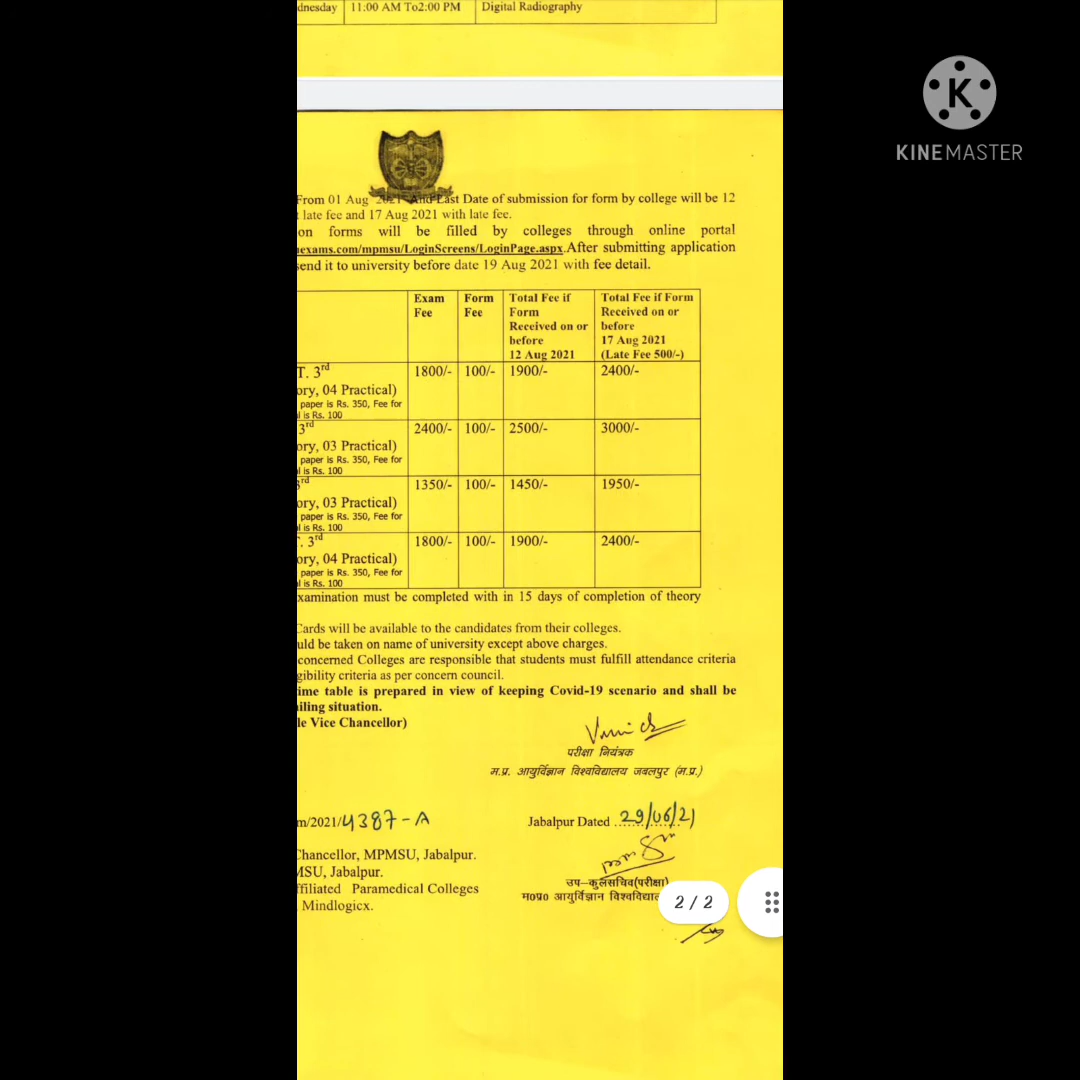 dnesday 11:00 AM To2:00 PM Digital Radiography
K
KINEMASTER
From 01 Aug 2021 And Last Date of submission for form by college will be 12
late fee and 17 Aug 2021 with late fee.
on forms will be filled by colleges through online portal
exams.com/mpmsu/LoginScreens/LoginPage.aspx.After submitting application
send it to university before date 19 Aug 2021 with fee detail.
Exam Fee Form Fee Total Fee if Form Received on or before 12 Aug 2021 Total Fee if Form Received on or before 17 Aug 2021 (Late Fee 500/-)
T. 3rd 1800/- 100/- 1900/- 2400/-
ory, 04 Practical)
paper is Rs. 350, Fee for
l is Rs. 100
3rd 2400/- 100/- 2500/- 3000/-
ory, 03 Practical)
paper is Rs. 350, Fee for
l is Rs. 100
3rd 1350/- 100/- 1450/- 1950/-
ory, 03 Practical)
paper is Rs. 350, Fee for
l is Rs. 100
. 3rd 1800/- 100/- 1900/- 2400/-
ory, 04 Practical)
paper is Rs. 350, Fee for
l is Rs. 100
xamination must be completed with in 15 days of completion of theory
Cards will be available to the candidates from their colleges.
uld be taken on name of university except above charges.
concerned Colleges are responsible that students must fulfill attendance criteria
gibility criteria as per concern council.
ime table is prepared in view of keeping Covid-19 scenario and shall be
ailing situation.
le Vice Chancellor)
परीक्षा नियंत्रक
म.प्र. आयुर्विज्ञान विश्वविद्यालय जबलपुर (म.प्र.)
m/2021/4387-A Jabalpur Dated 29/06/21
Chancellor, MPMSU, Jabalpur.
MSU, Jabalpur.
ffiliated Paramedical Colleges
Mindlogicx.
उप-कुलसचिव(परीक्षा)
म0प्र0 आयुर्विज्ञान
2 / 2